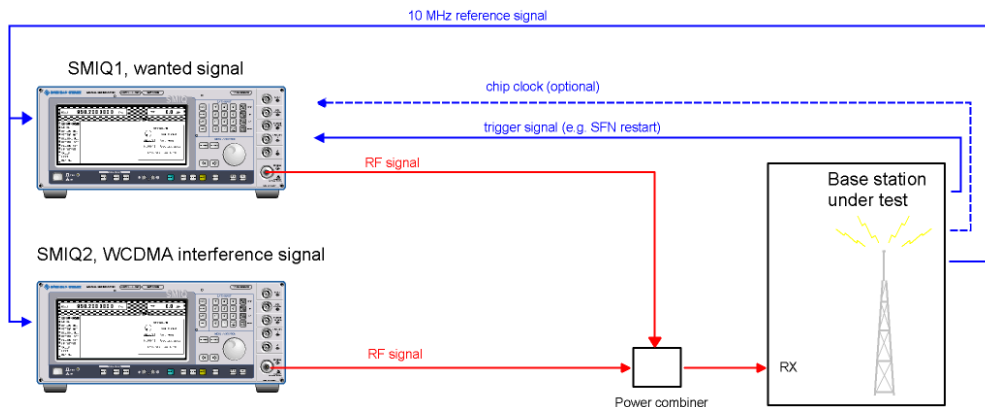 10 MHz reference signal
SMIQ1, wanted signal
chip clock (optional)
trigger signal (e.g. SFN restart)
RF signal
Base station
under test
SMIQ2, WCDMA interference signal
RF signal
RX
Power combiner